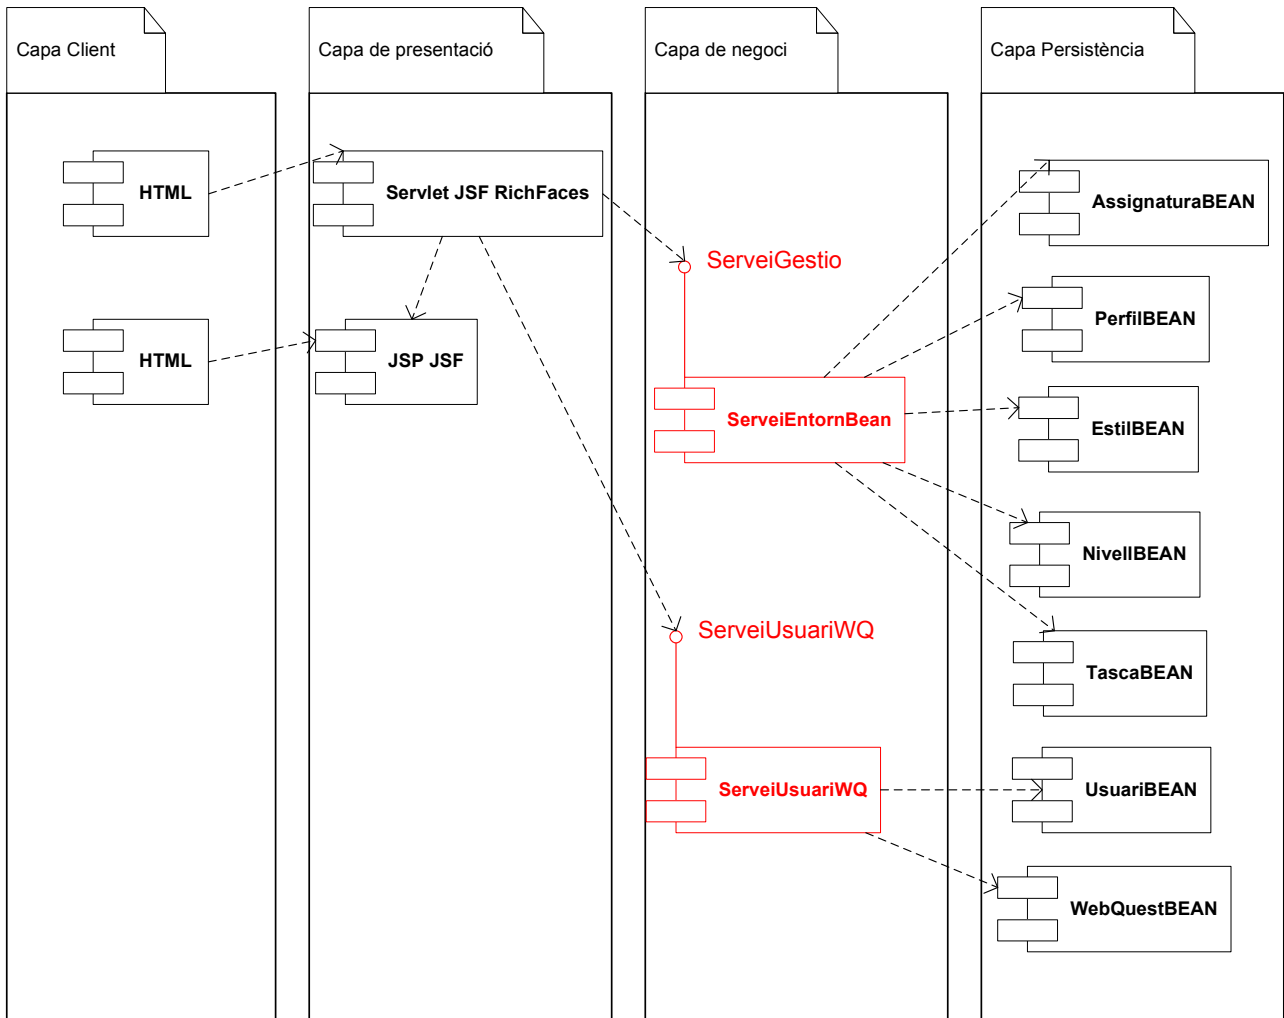 Capa Client
Capa de presentació
Capa de negoci
Capa Persistència
HTML
Servlet JSF RichFaces
AssignaturaBEAN
ServeiGestio
PerfilBEAN
HTML
JSP JSF
ServeiEntornBean
EstilBEAN
NivellBEAN
ServeiUsuariWQ
TascaBEAN
ServeiUsuariWQ
UsuariBEAN
WebQuestBEAN